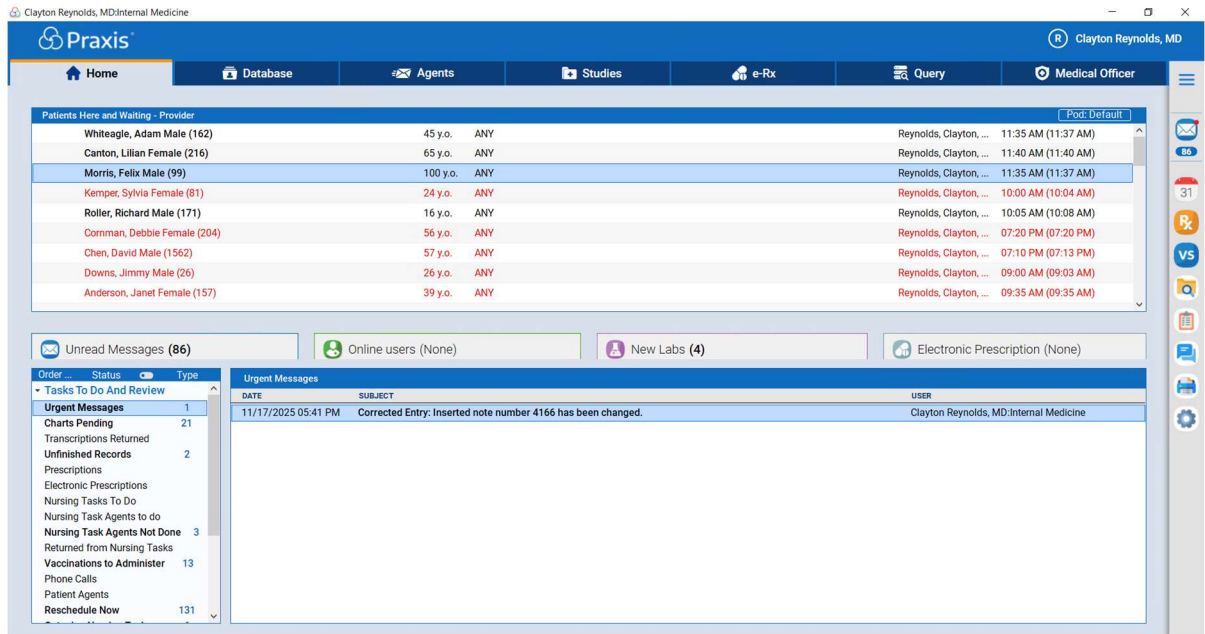 Clayton Reynolds, MD:Internal Medicine
Praxis
R Clayton Reynolds, MD
Home Database Agents Studies e-Rx Query Medical Officer
Patients Here and Waiting - Provider Pod: Default
Whiteagle, Adam Male (162) 45 y.o. ANY Reynolds, Clayton, ... 11:35 AM (11:37 AM)
Canton, Lilian Female (216) 65 y.o. ANY Reynolds, Clayton, ... 11:40 AM (11:40 AM)
Morris, Felix Male (99) 100 y.o. ANY Reynolds, Clayton, ... 11:35 AM (11:37 AM)
Kemper, Sylvia Female (81) 24 y.o. ANY Reynolds, Clayton, ... 10:00 AM (10:04 AM)
Roller, Richard Male (171) 16 y.o. ANY Reynolds, Clayton, ... 10:05 AM (10:08 AM)
Cornman, Debbie Female (204) 56 y.o. ANY Reynolds, Clayton, ... 07:20 PM (07:20 PM)
Chen, David Male (1562) 57 y.o. ANY Reynolds, Clayton, ... 07:10 PM (07:13 PM)
Downs, Jimmy Male (26) 26 y.o. ANY Reynolds, Clayton, ... 09:00 AM (09:03 AM)
Anderson, Janet Female (157) 39 y.o. ANY Reynolds, Clayton, ... 09:35 AM (09:35 AM)
86
31
Rx
VS
Unread Messages (86) Online users (None) New Labs (4) Electronic Prescription (None)
Order ... Status Type
Tasks To Do And Review
Urgent Messages 1
Charts Pending 21
Transcriptions Returned
Unfinished Records 2
Prescriptions
Electronic Prescriptions
Nursing Tasks To Do
Nursing Task Agents to do
Nursing Task Agents Not Done 3
Returned from Nursing Tasks
Vaccinations to Administer 13
Phone Calls
Patient Agents
Reschedule Now 131
Urgent Messages
DATE SUBJECT USER
11/17/2025 05:41 PM Corrected Entry: Inserted note number 4166 has been changed. Clayton Reynolds, MD:Internal Medicine